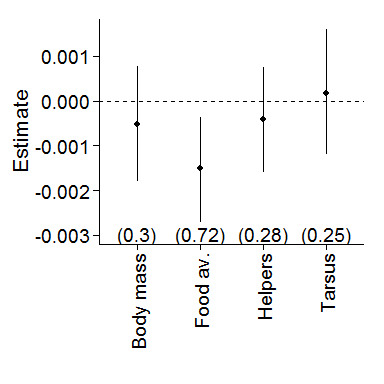 Estimate
0.001
0.000
-0.001
-0.002
-0.003
(0.3) (0.72) (0.28) (0.25)
Body mass
Food av.
Helpers
Tarsus